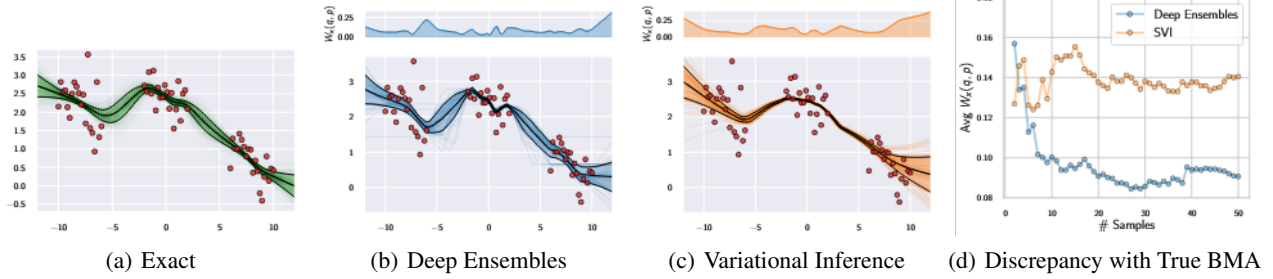 3.5
3.0
2.5
2.0
1.5
1.0
0.5
0.0
−0.5
−10 −5 0 5 10
(a) Exact
W_x(q, p)
0.25
0.00
3
2
1
0
−10 −5 0 5 10
(b) Deep Ensembles
W_x(q, p)
0.25
0.00
3
2
1
0
−10 −5 0 5 10
(c) Variational Inference
Deep Ensembles
SVI
Avg W_x(q, p)
0.16
0.14
0.12
0.10
0.08
0 10 20 30 40 50
# Samples
(d) Discrepancy with True BMA